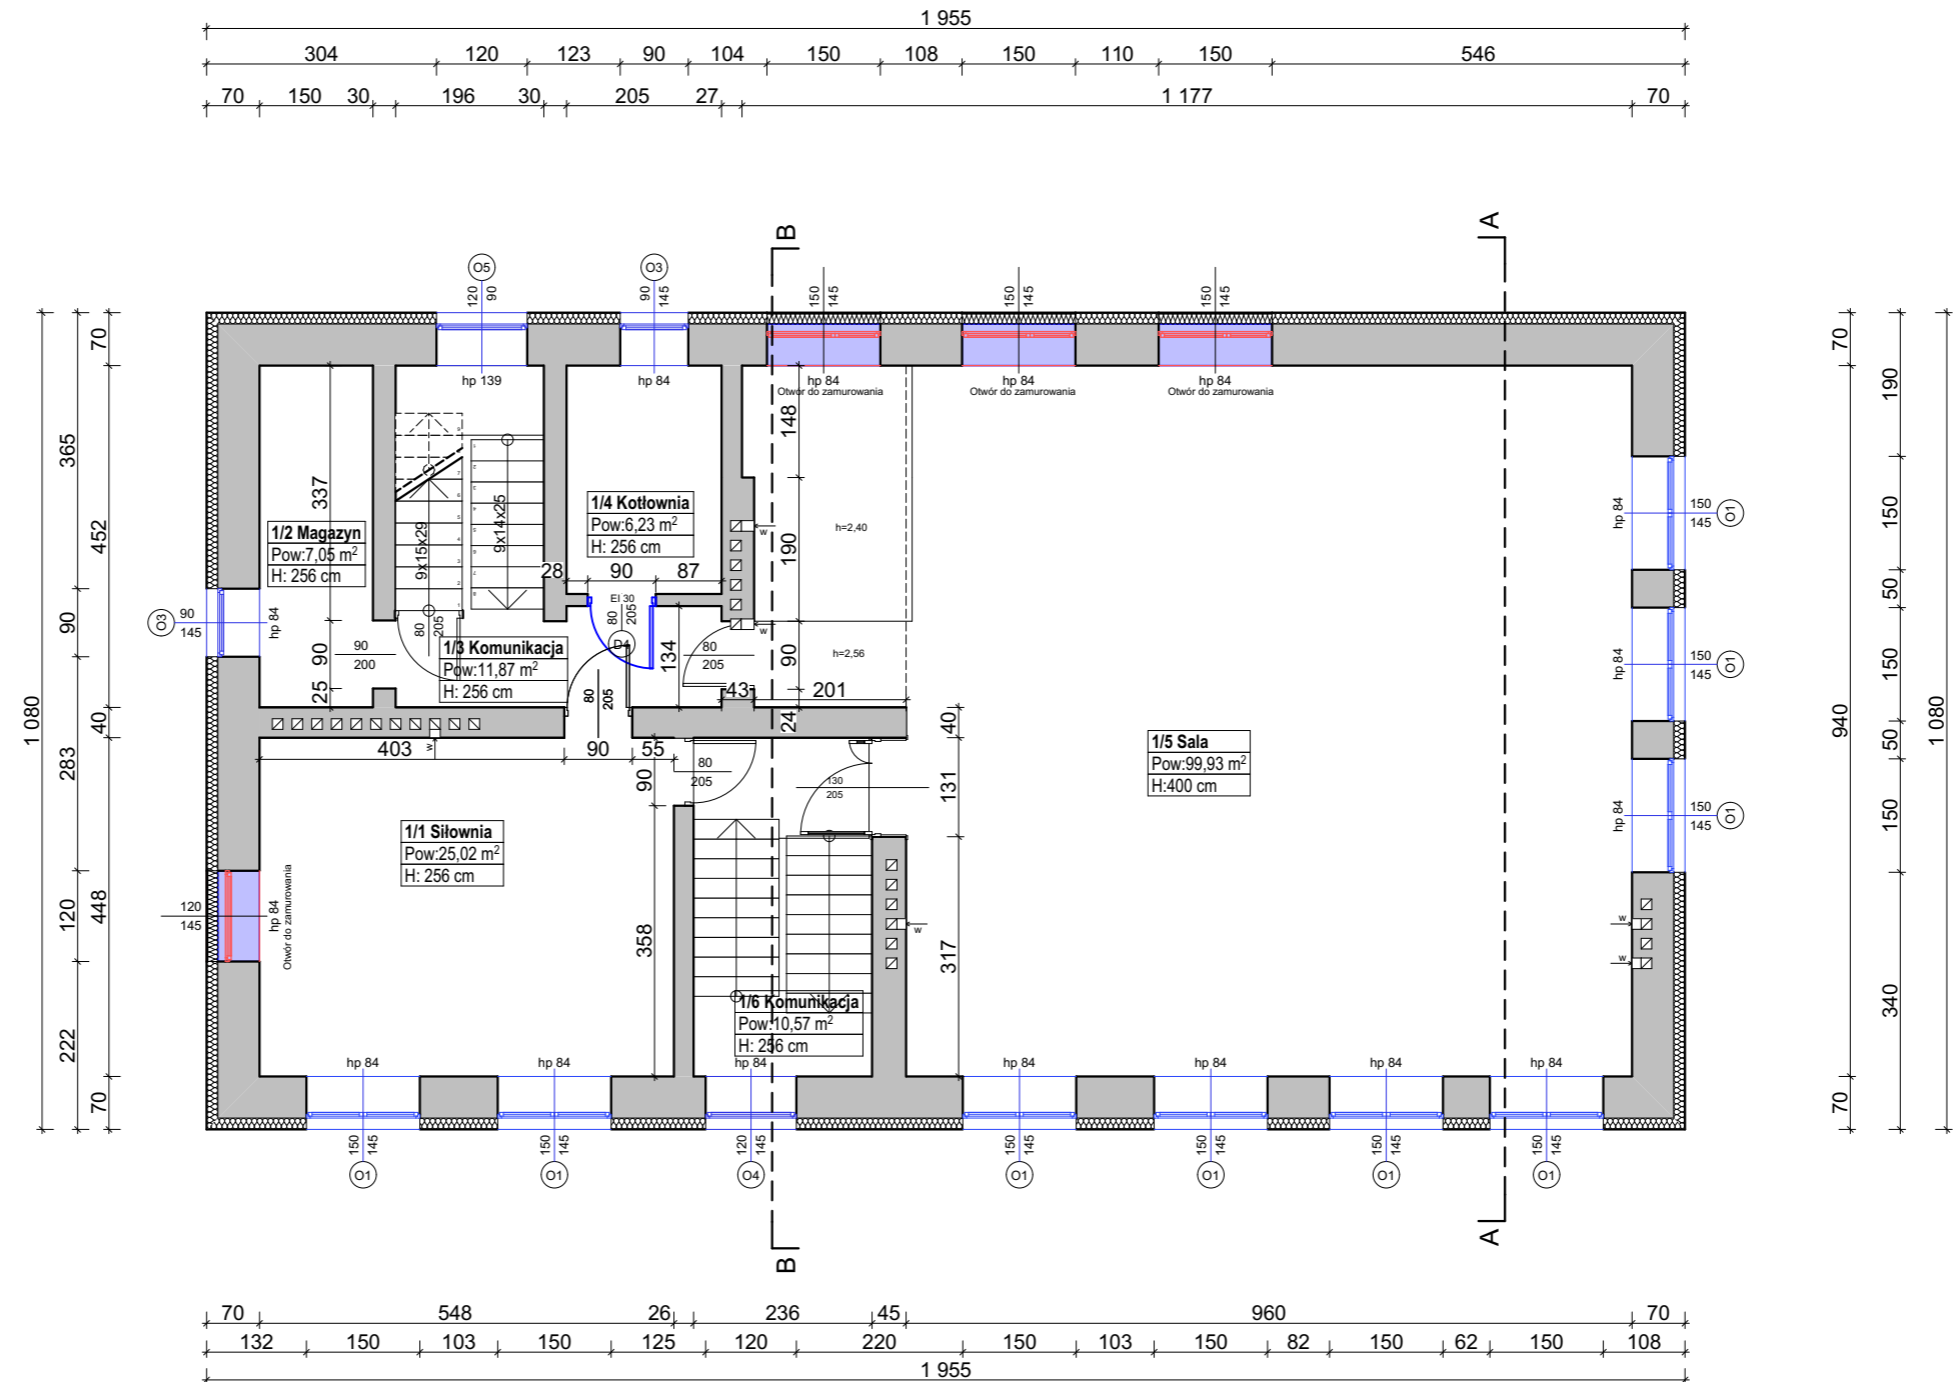 1 955
304 120 123 90 104 150 108 150 110 150 546
70 150 30 196 30 205 27 1 177 70
B A
O5 O3
120 90 90 145 150 145 150 145 150 145
hp 139 hp 84 hp 84 hp 84 hp 84
Otwór do zamurowania Otwór do zamurowania Otwór do zamurowania
1 080
365 90 283 120 222
70 452 40 448 70
337 90 25
148 190 90 24
1/2 Magazyn
Pow:7,05 m²
H: 256 cm
9x15x29
9x14x25
1/4 Kotłownia
Pow:6,23 m²
H: 256 cm
28 90 87
EI 30
80 205
D4
h=2,40
w
w
h=2,56
O3 90 145 hp 84
90 200
80 205
1/3 Komunikacja
Pow:11,87 m²
H: 256 cm
134
80 205
80 205
43 201
403 90 55
w
90
80 205
130 205
40
131
317
358
1/5 Sala
Pow:99,93 m²
H:400 cm
1/1 Siłownia
Pow:25,02 m²
H: 256 cm
120 145 hp 84
Otwór do zamurowania
w
1/6 Komunikacja
Pow:10,57 m²
H: 256 cm
hp 84 150 145 O1
hp 84 150 145 O1
hp 84 150 145 O1
w
w
70 940 70
190 150 50 150 50 150 340
1 080
hp 84 hp 84 hp 84 hp 84 hp 84 hp 84 hp 84
150 145 150 145 120 145 150 145 150 145 150 145 150 145
O1 O1 O4 O1 O1 O1 O1
B A
70 548 26 236 45 960 70
132 150 103 150 125 120 220 150 103 150 82 150 62 150 108
1 955